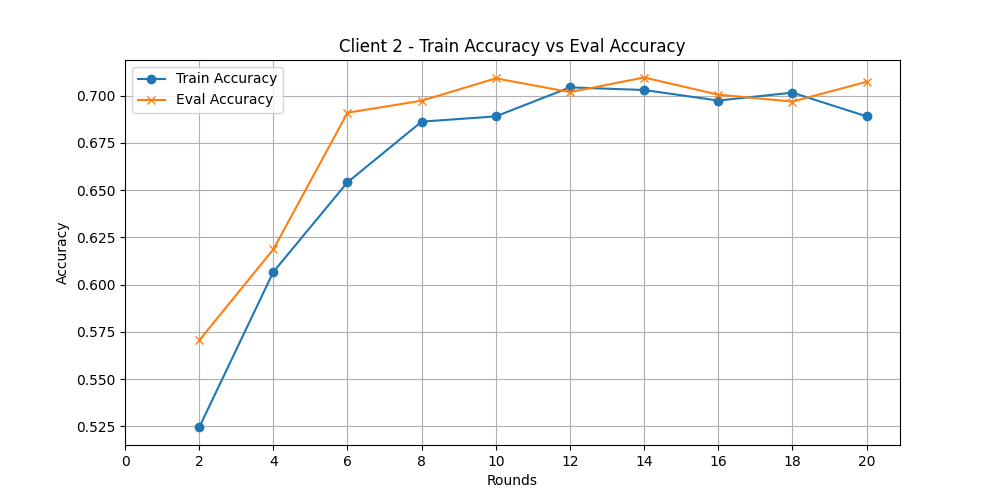 Client 2 - Train Accuracy vs Eval Accuracy
Train Accuracy
Eval Accuracy
0.700
0.675
0.650
0.625
0.600
0.575
0.550
0.525
Accuracy
0 2 4 6 8 10 12 14 16 18 20
Rounds